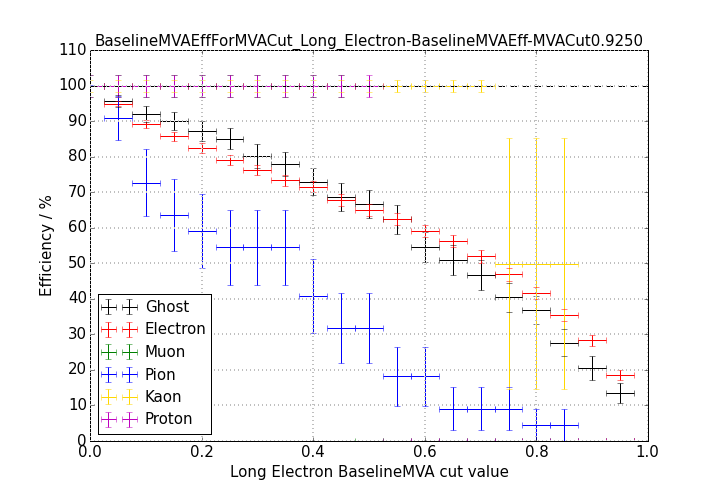 BaselineMVAEffForMVACut_Long_Electron-BaselineMVAEff-MVACut0.9250
110
100
90
80
70
60
50
40
30
20
10
0
Efficiency / %
Ghost
Electron
Muon
Pion
Kaon
Proton
0.0 0.2 0.4 0.6 0.8 1.0
Long Electron BaselineMVA cut value